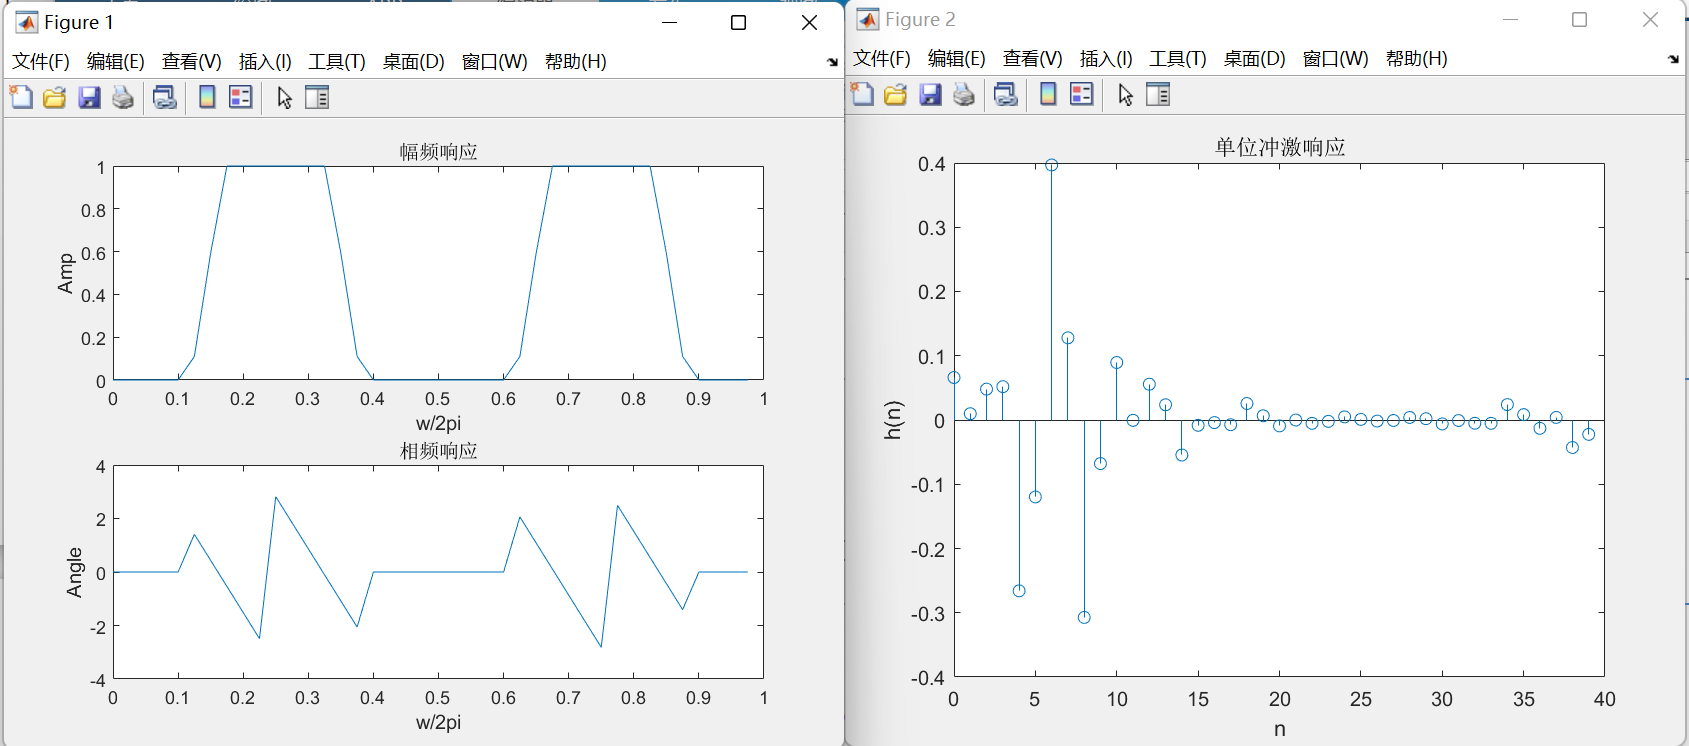 Figure 1
文件(F) 编辑(E) 查看(V) 插入(I) 工具(T) 桌面(D) 窗口(W) 帮助(H)
幅频响应
1
0.8
0.6
0.4
0.2
0
Amp
0 0.1 0.2 0.3 0.4 0.5 0.6 0.7 0.8 0.9 1
w/2pi
相频响应
4
2
0
-2
-4
Angle
0 0.1 0.2 0.3 0.4 0.5 0.6 0.7 0.8 0.9 1
w/2pi
Figure 2
文件(F) 编辑(E) 查看(V) 插入(I) 工具(T) 桌面(D) 窗口(W) 帮助(H)
单位冲激响应
0.4
0.3
0.2
0.1
0
-0.1
-0.2
-0.3
-0.4
h(n)
0 5 10 15 20 25 30 35 40
n